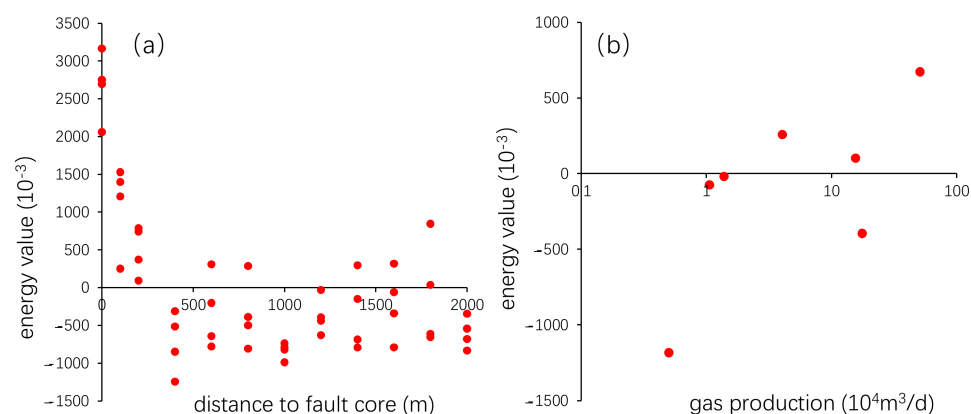 (a)
3500
3000
2500
2000
1500
1000
500
0
-500
-1000
-1500
0 500 1000 1500 2000
energy value (10⁻³)
distance to fault core (m)
(b)
1000
500
0
-500
-1000
-1500
0.1 1 10 100
energy value (10⁻³)
gas production (10⁴m³/d)